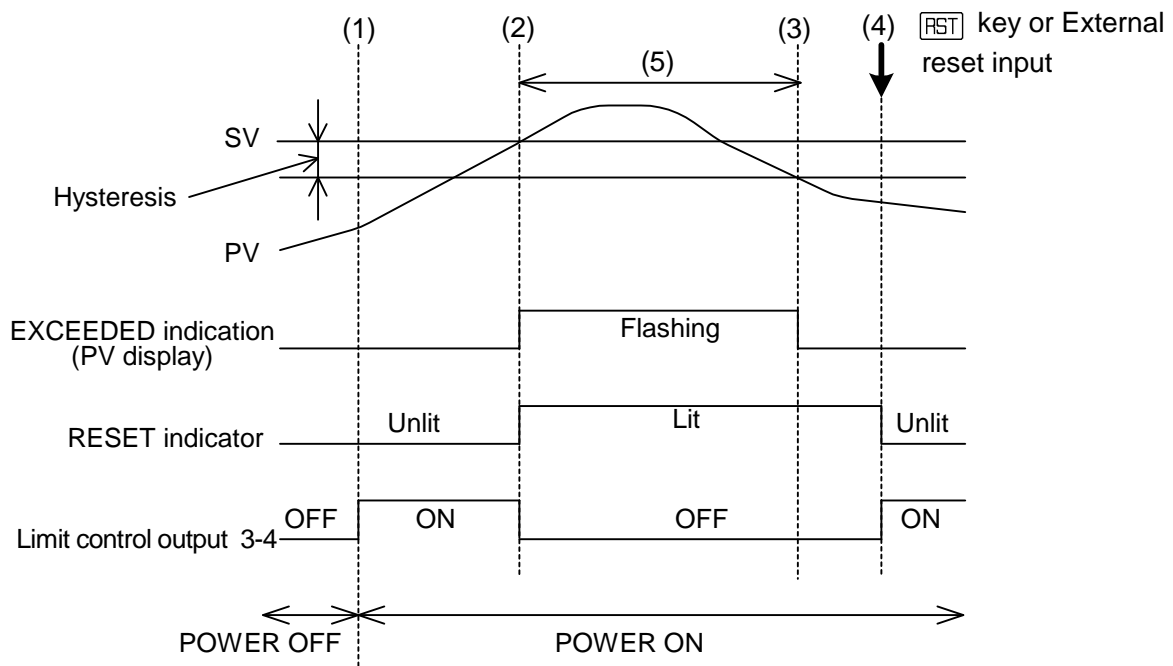 (1)
(2)
(3)
(4)
RST key or External
reset input
(5)
SV
Hysteresis
PV
EXCEEDED indication
(PV display)
Flashing
RESET indicator
Unlit
Lit
Unlit
Limit control output 3-4
OFF
ON
OFF
ON
POWER OFF
POWER ON